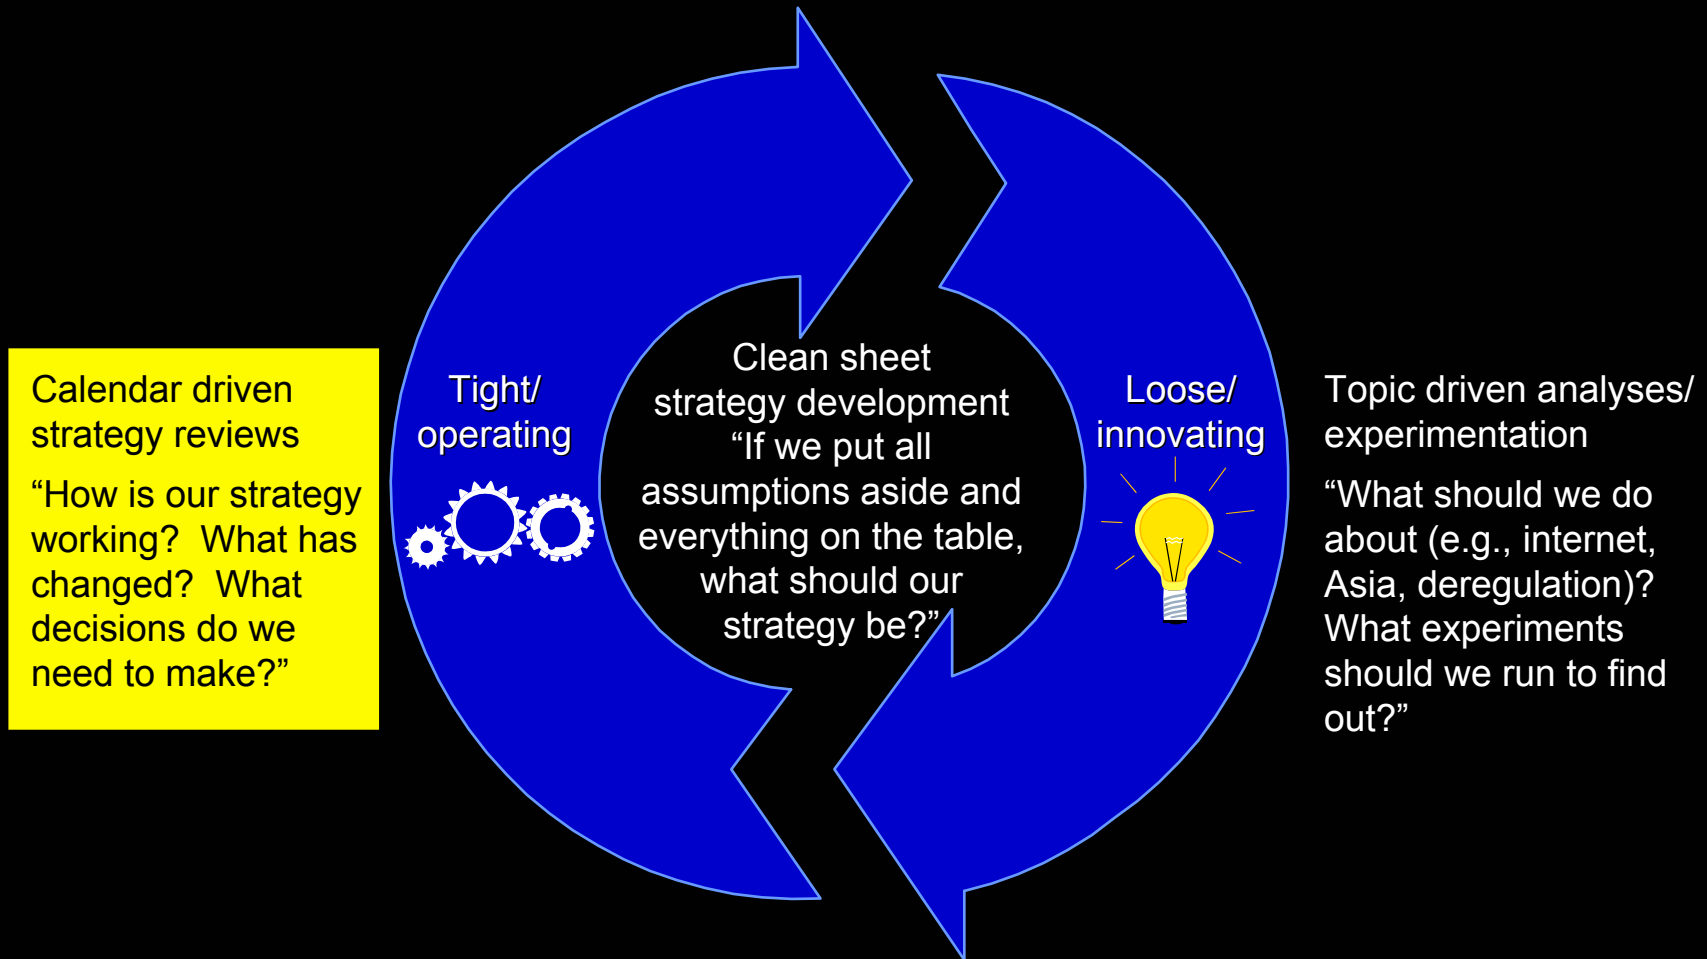 Calendar driven
strategy reviews
“How is our strategy
working?  What has
changed?  What
decisions do we
need to make?”
Tight/
operating
Clean sheet
strategy development
“If we put all
assumptions aside and
everything on the table,
what should our
strategy be?”
Loose/
innovating
Topic driven analyses/
experimentation
“What should we do
about (e.g., internet,
Asia, deregulation)?
What experiments
should we run to find
out?”